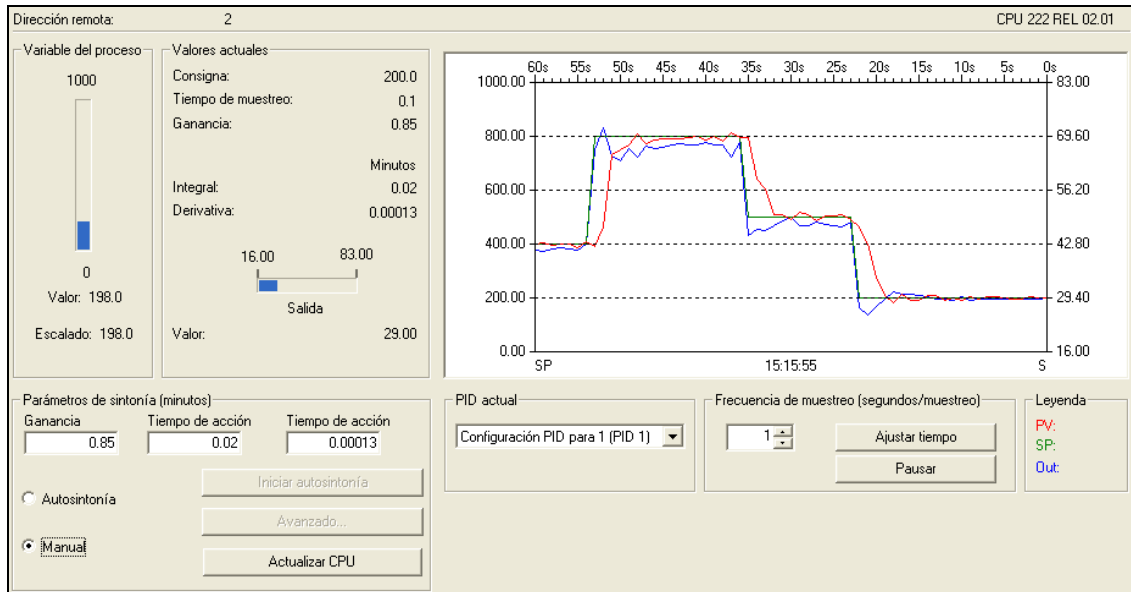 Dirección remota: 2 CPU 222 REL 02.01
Variable del proceso
1000
0
Valor: 198.0
Escalado: 198.0
Valores actuales
Consigna: 200.0
Tiempo de muestreo: 0.1
Ganancia: 0.85
Minutos
Integral: 0.02
Derivativa: 0.00013
16.00 83.00
Salida
Valor: 29.00
60s 55s 50s 45s 40s 35s 30s 25s 20s 15s 10s 5s 0s
1000.00 83.00
800.00 69.60
600.00 56.20
400.00 42.80
200.00 29.40
0.00 16.00
SP 15:15:55 S
Parámetros de sintonía (minutos)
Ganancia Tiempo de acción Tiempo de acción
0.85 0.02 0.00013
Iniciar autosintonía
Autosintonía
Avanzado...
Manual
Actualizar CPU
PID actual
Configuración PID para 1 (PID 1)
Frecuencia de muestreo (segundos/muestreo)
1 Ajustar tiempo
Pausar
Leyenda
PV:
SP:
Out: